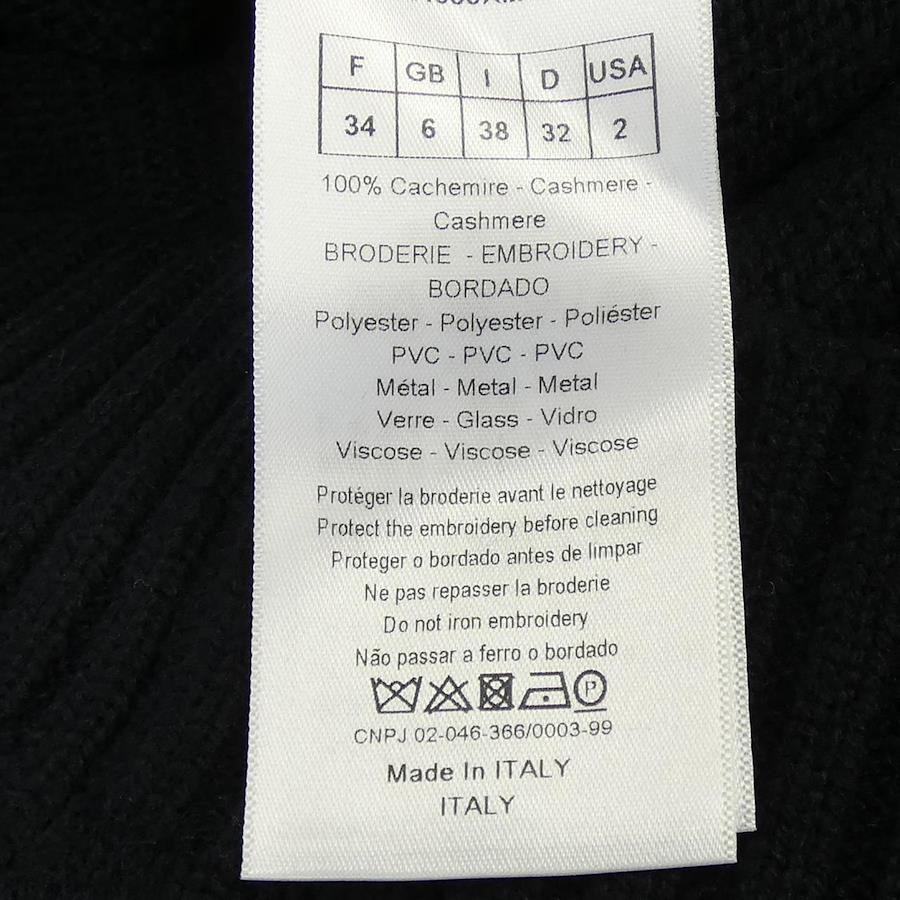 F GB I D USA
34 6 38 32 2
100% Cachemire - Cashmere -
Cashmere
BRODERIE - EMBROIDERY -
BORDADO
Polyester - Polyester - Poliéster
PVC - PVC - PVC
Métal - Metal - Metal
Verre - Glass - Vidro
Viscose - Viscose - Viscose
Protéger la broderie avant le nettoyage
Protect the embroidery before cleaning
Proteger o bordado antes de limpar
Ne pas repasser la broderie
Do not iron embroidery
Não passar a ferro o bordado
P
CNPJ 02-046-366/0003-99
Made In ITALY
ITALY